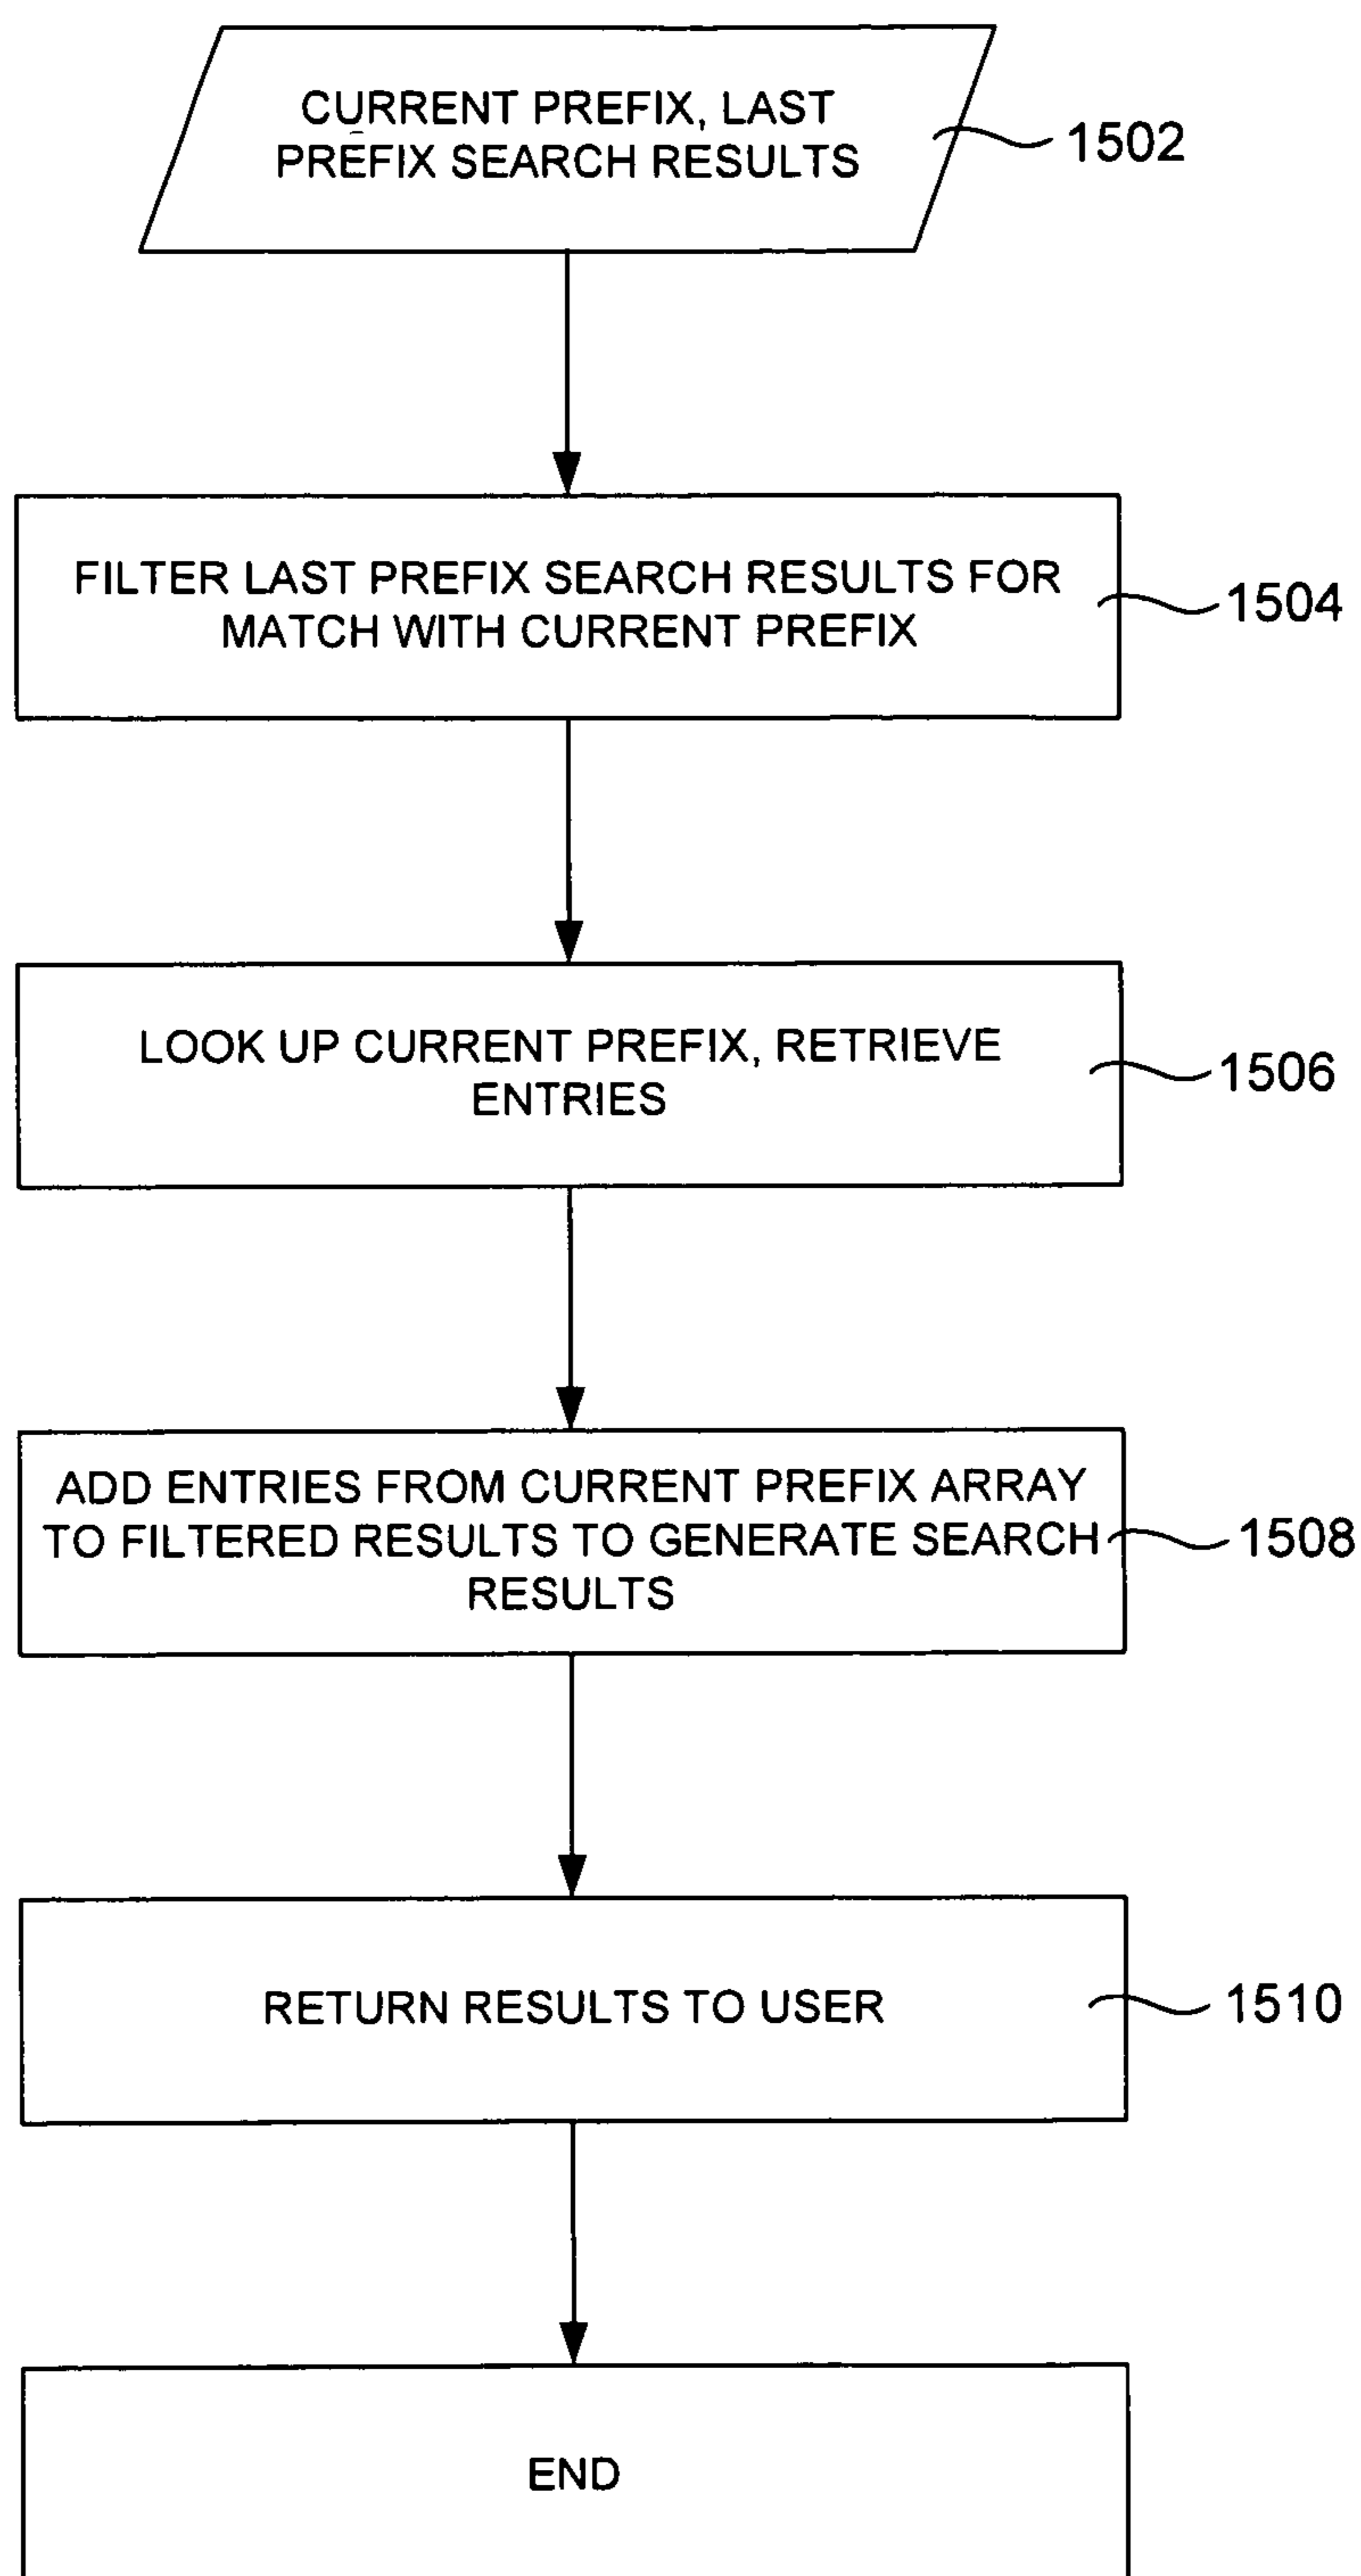 CURRENT PREFIX, LAST
PREFIX SEARCH RESULTS
1502
FILTER LAST PREFIX SEARCH RESULTS FOR
MATCH WITH CURRENT PREFIX
1504
LOOK UP CURRENT PREFIX, RETRIEVE
ENTRIES
1506
ADD ENTRIES FROM CURRENT PREFIX ARRAY
TO FILTERED RESULTS TO GENERATE SEARCH
RESULTS
1508
RETURN RESULTS TO USER
1510
END